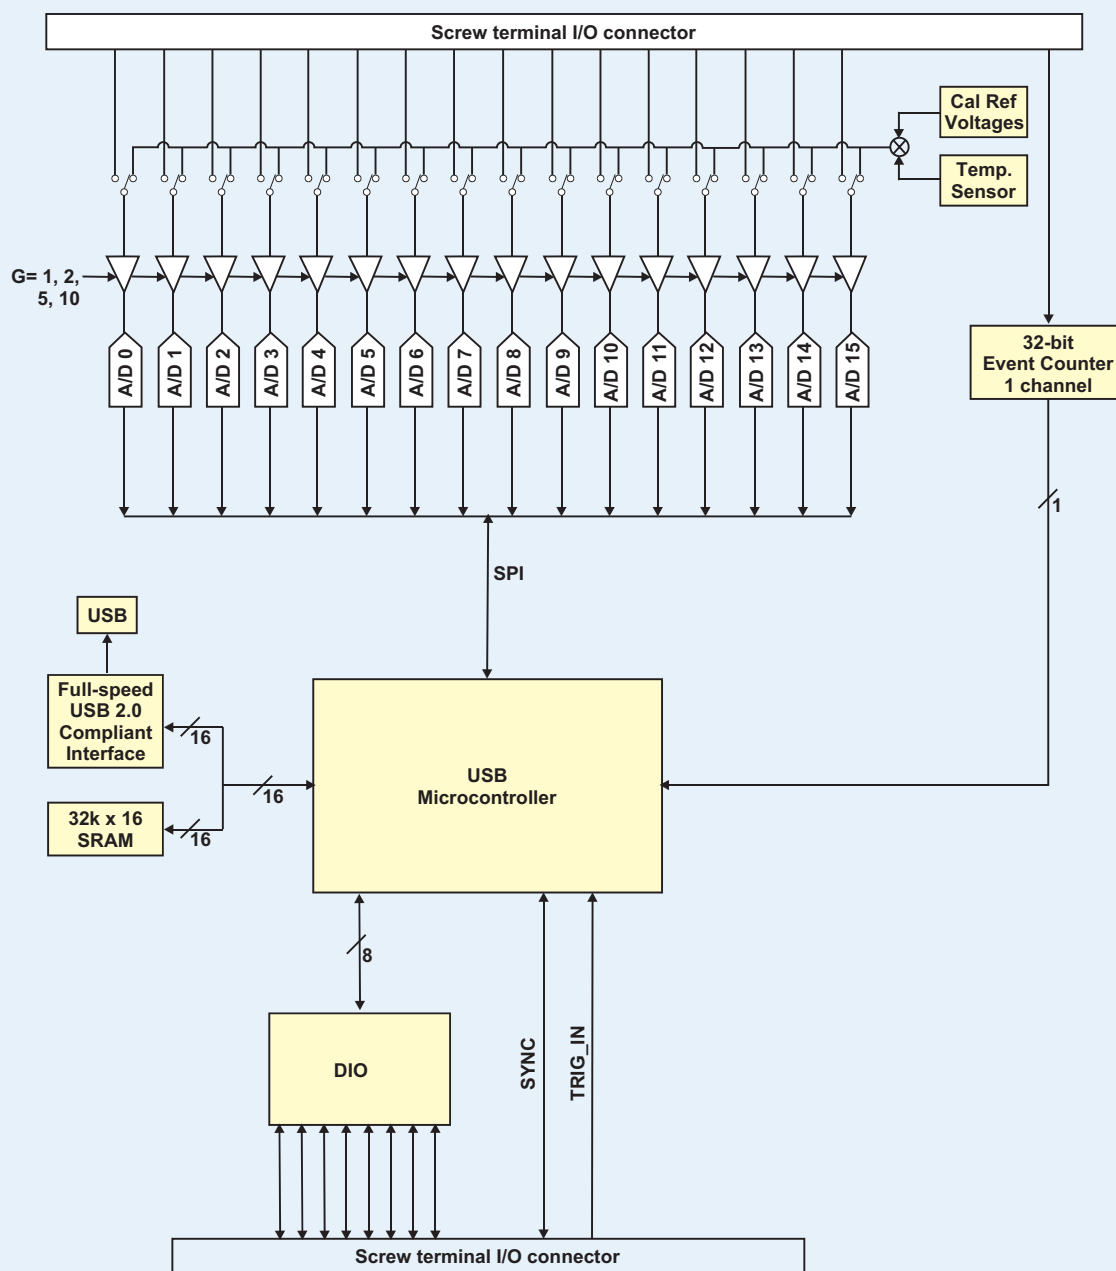 Screw terminal I/O connector
Cal Ref
Voltages
Temp.
Sensor
G= 1, 2,
5, 10
A/D 0
A/D 1
A/D 2
A/D 3
A/D 4
A/D 5
A/D 6
A/D 7
A/D 8
A/D 9
A/D 10
A/D 11
A/D 12
A/D 13
A/D 14
A/D 15
32-bit
Event Counter
1 channel
1
SPI
USB
Full-speed
USB 2.0
Compliant
Interface
16
16
32k x 16
SRAM
16
USB
Microcontroller
8
DIO
SYNC
TRIG_IN
Screw terminal I/O connector